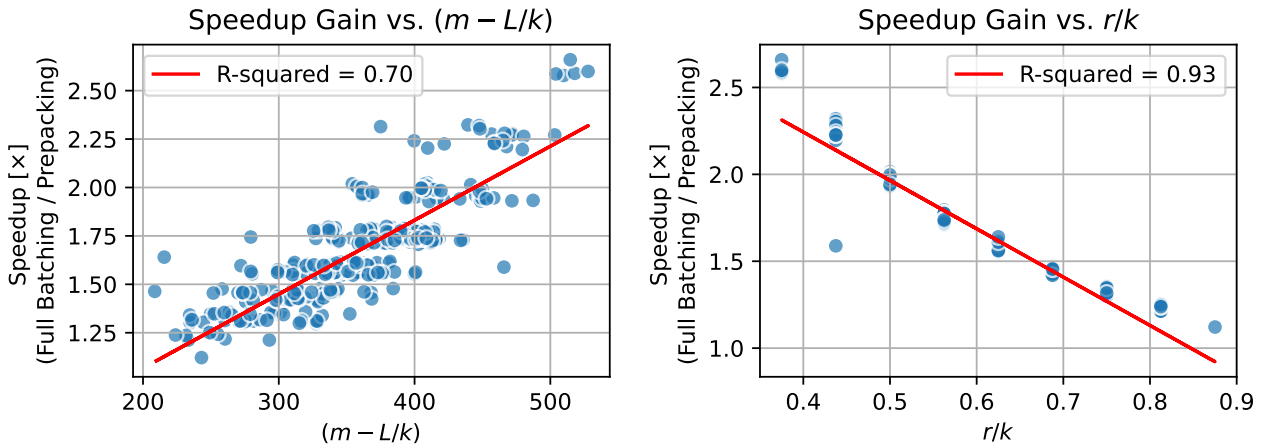 Speedup Gain vs. (m − L/k)
Speedup [×]
(Full Batching / Prepacking)
2.50
2.25
2.00
1.75
1.50
1.25
R-squared = 0.70
200 300 400 500
(m − L/k)
Speedup Gain vs. r/k
Speedup [×]
(Full Batching / Prepacking)
2.5
2.0
1.5
1.0
R-squared = 0.93
0.4 0.5 0.6 0.7 0.8 0.9
r/k